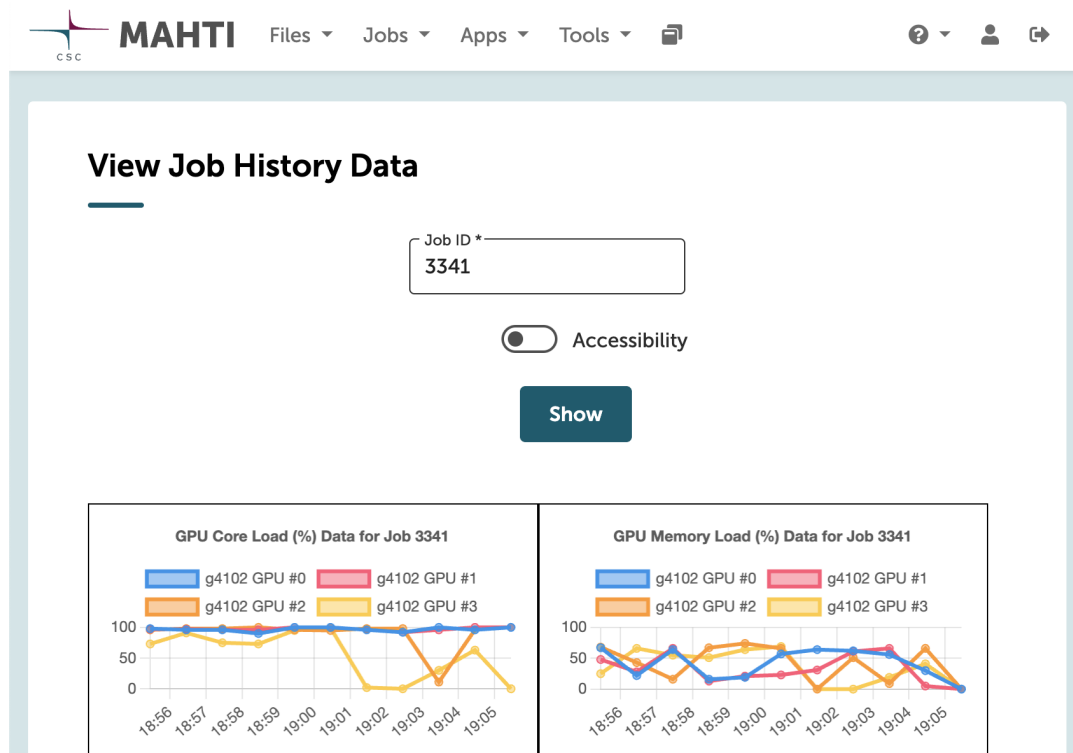 CSC
MAHTI Files Jobs Apps Tools
View Job History Data
Job ID *
3341
Accessibility
Show
GPU Core Load (%) Data for Job 3341
g4102 GPU #0 g4102 GPU #1
g4102 GPU #2 g4102 GPU #3
100
50
0
18:56 18:57 18:58 18:59 19:00 19:01 19:02 19:03 19:04 19:05
GPU Memory Load (%) Data for Job 3341
g4102 GPU #0 g4102 GPU #1
g4102 GPU #2 g4102 GPU #3
100
50
0
18:56 18:57 18:58 18:59 19:00 19:01 19:02 19:03 19:04 19:05